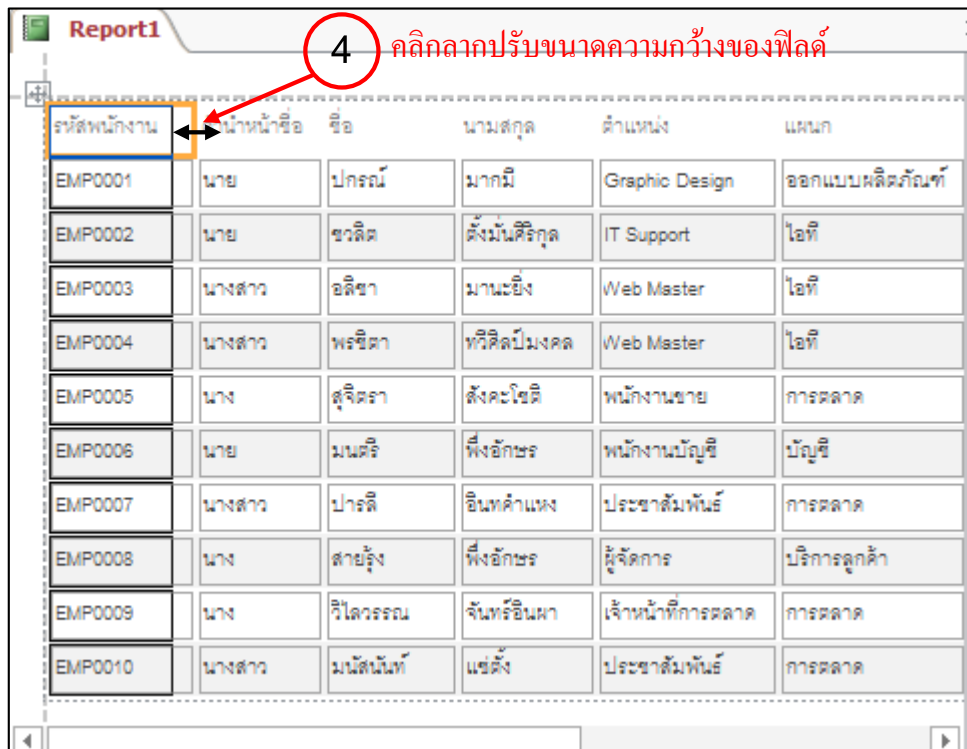 Report1
4 คลิกลากปรับขนาดความกว้างของฟิลด์
รหัสพนักงาน นำหน้าชื่อ ชื่อ นามสกุล ตำแหน่ง แผนก
EMP0001 นาย ปกรณ์ มากมี Graphic Design ออกแบบผลิตภัณฑ์
EMP0002 นาย ชวลิต ตั้งมั่นศิริกุล IT Support ไอที
EMP0003 นางสาว อลิชา มานะยิ่ง Web Master ไอที
EMP0004 นางสาว พรชิตา ทวีศิลป์มงคล Web Master ไอที
EMP0005 นาง สุจิตรา สังคะโชติ พนักงานขาย การตลาด
EMP0006 นาย มนตรี พึ่งอักษร พนักงานบัญชี บัญชี
EMP0007 นางสาว ปารลี อินทคำแหง ประชาสัมพันธ์ การตลาด
EMP0008 นาง สายรุ้ง พึ่งอักษร ผู้จัดการ บริการลูกค้า
EMP0009 นาง วิไลวรรณ จันทร์อินผา เจ้าหน้าที่การตลาด การตลาด
EMP0010 นางสาว มนัสนันท์ แซ่ตั้ง ประชาสัมพันธ์ การตลาด